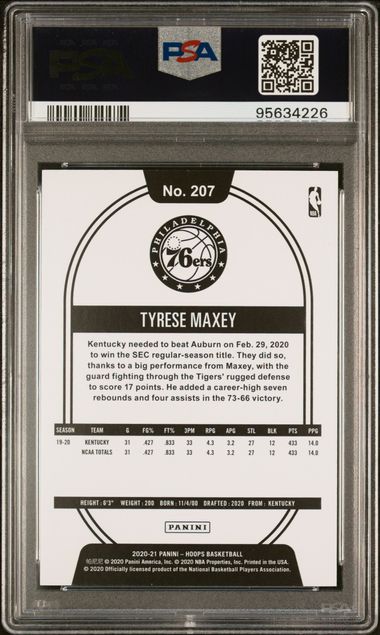 PSA
PSA
95634226
No. 207
NBA
PHILADELPHIA
76ers
TYRESE MAXEY
Kentucky needed to beat Auburn on Feb. 29, 2020
to win the SEC regular-season title. They did so,
thanks to a big performance from Maxey, with the
guard fighting through the Tigers' rugged defense
to score 17 points. He added a career-high seven
rebounds and four assists in the 73-66 victory.
SEASON TEAM G FG% FT% 3PM RPG APG STL BLK PTS PPG
19-20 KENTUCKY 31 .427 .833 33 4.3 3.2 27 12 433 14.0
NCAA TOTALS 31 .427 .833 33 4.3 3.2 27 12 433 14.0
HEIGHT: 6'3" WEIGHT: 200 BORN: 11/4/00 DRAFTED: 2020 FROM: KENTUCKY
PANINI
2020-21 PANINI – HOOPS BASKETBALL
帕尼尼 © 2020 Panini America, Inc. © 2020 NBA Properties, Inc. Printed in the USA.
© 2020 Officially licensed product of the National Basketball Players Association.